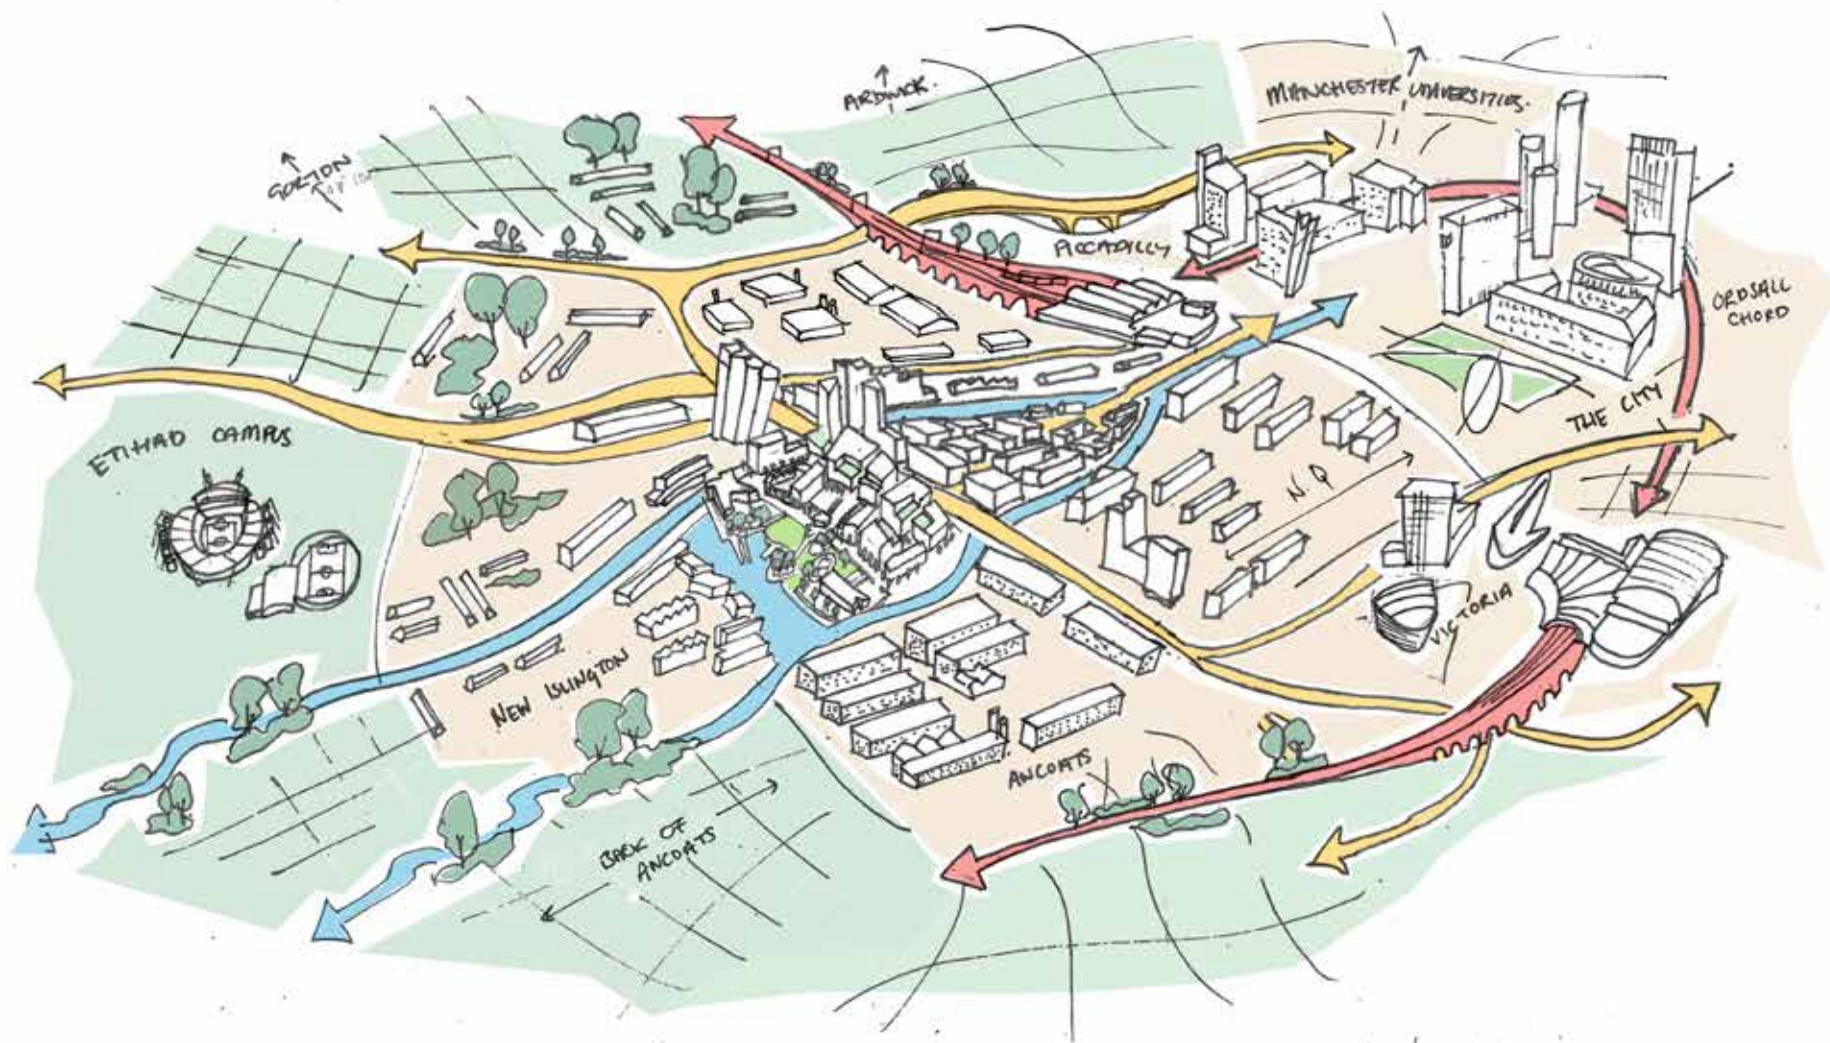 ARDWICK.
MANCHESTER UNIVERSITIES.
GORTON
PICCADILLY
ORDSALL
CHORD
THE CITY
ETIHAD CAMPUS
N.Q
VICTORIA
NEW ISLINGTON
ANCOATS
BACK OF
ANCOATS